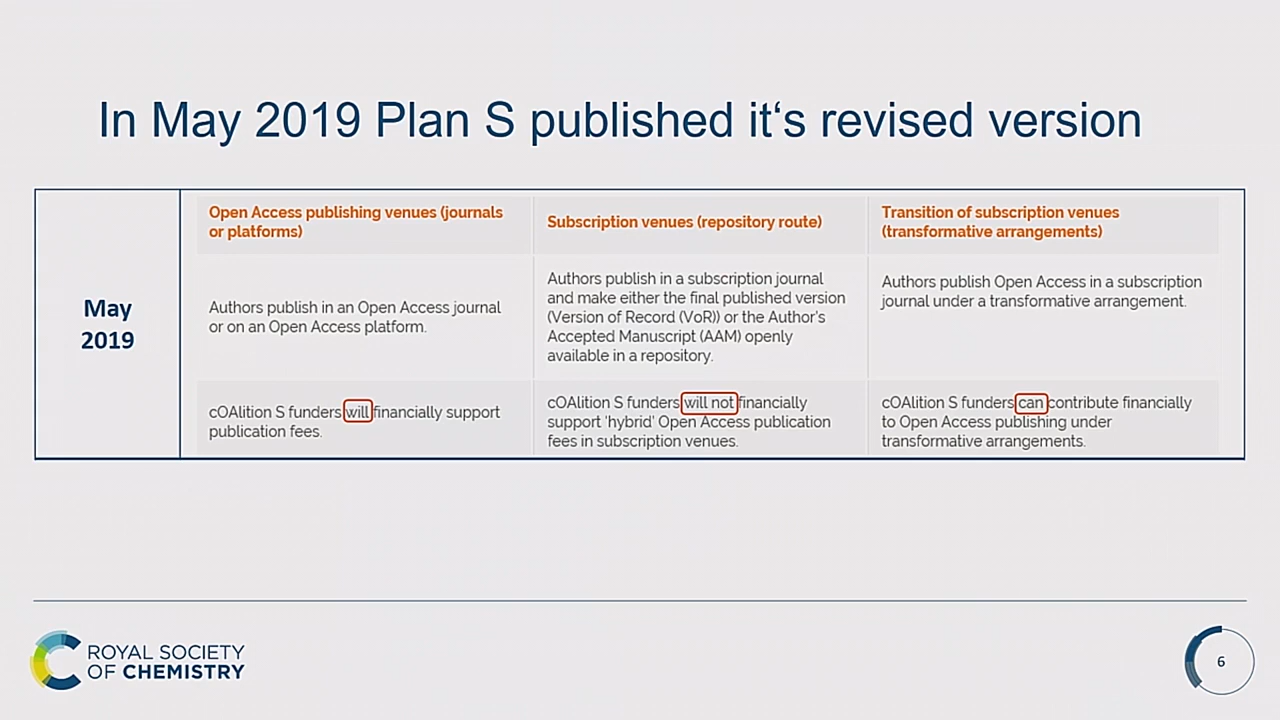 In May 2019 Plan S published it‘s revised version
May
2019
Open Access publishing venues (journals
or platforms)
Subscription venues (repository route)
Transition of subscription venues
(transformative arrangements)
Authors publish in an Open Access journal
or on an Open Access platform.
Authors publish in a subscription journal
and make either the final published version
(Version of Record (VoR)) or the Author's
Accepted Manuscript (AAM) openly
available in a repository.
Authors publish Open Access in a subscription
journal under a transformative arrangement.
cOAlition S funders will financially support
publication fees.
cOAlition S funders will not financially
support 'hybrid' Open Access publication
fees in subscription venues.
cOAlition S funders can contribute financially
to Open Access publishing under
transformative arrangements.
ROYAL SOCIETY
OF CHEMISTRY
6